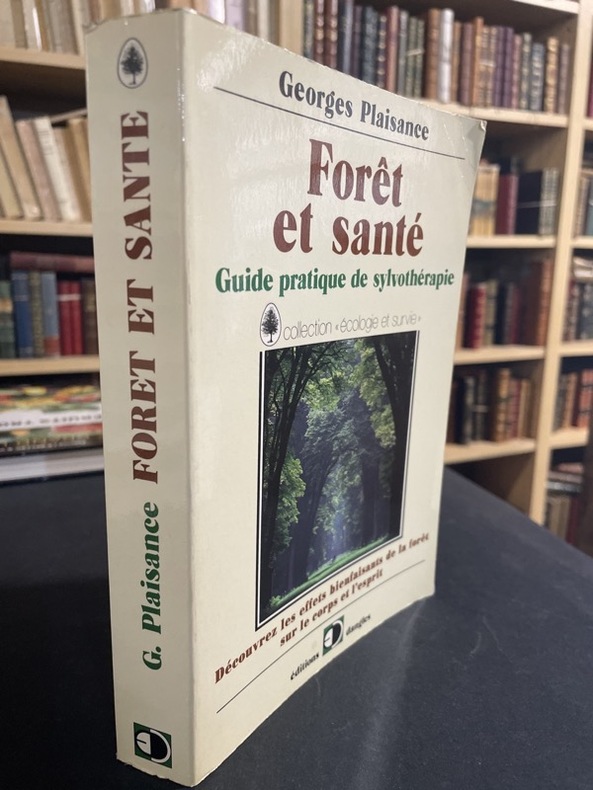 G. Plaisance FORET ET SANTE
Georges Plaisance
Forêt
et santé
Guide pratique de sylvothérapie
collection « écologie et survie »
Découvrez les effets bienfaisants de la forêt
sur le corps et l'esprit
éditions dangles